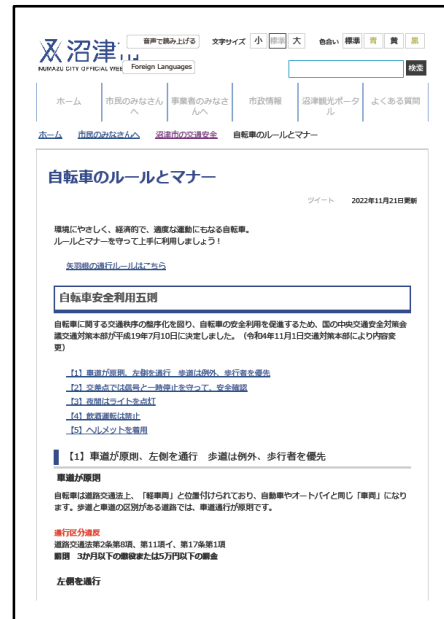 沼津市
NUMAZU CITY OFFICIAL WEB
音声で読み上げる 文字サイズ 小 標準 大 色合い 標準 青 黄 黒
Foreign Languages
検索
ホーム 市民のみなさんへ 事業者のみなさんへ 市政情報 沼津観光ポータル よくある質問
ホーム 市民のみなさんへ 沼津市の交通安全 自転車のルールとマナー
自転車のルールとマナー
ツイート 2022年11月21日更新
環境にやさしく、経済的で、適度な運動にもなる自転車。
ルールとマナーを守って上手に利用しましょう！
矢羽根の通行ルールはこちら
自転車安全利用五則
自転車に関する交通秩序の整序化を図り、自転車の安全利用を促進するため、国の中央交通安全対策会
議交通対策本部が平成19年7月10日に決定しました。（令和4年11月1日交通対策本部により内容変
更）
【1】車道が原則、左側を通行 歩道は例外、歩行者を優先
【2】交差点では信号と一時停止を守って、安全確認
【3】夜間はライトを点灯
【4】飲酒運転は禁止
【5】ヘルメットを着用
【1】車道が原則、左側を通行 歩道は例外、歩行者を優先
車道が原則
自転車は道路交通法上、「軽車両」と位置付けられており、自動車やオートバイと同じ「車両」になり
ます。歩道と車道の区別がある道路では、車道通行が原則です。
通行区分違反
道路交通法第2条第8項、第11項イ、第17条第1項
罰則 3か月以下の懲役または5万円以下の罰金
左側を通行